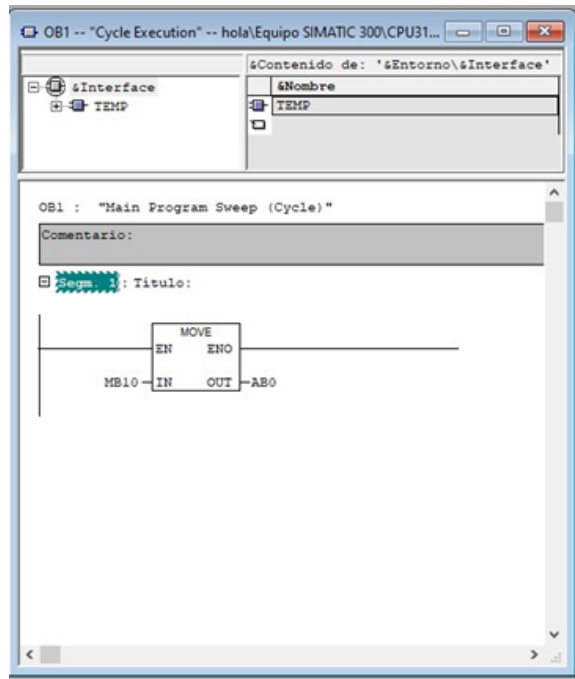 OB1 -- "Cycle Execution" -- hola\Equipo SIMATIC 300\CPU31...
&Contenido de: '&Entorno\&Interface'
&Interface
TEMP
&Nombre
TEMP
OB1 : "Main Program Sweep (Cycle)"
Comentario:
Segm. 1: Título:
MOVE
EN ENO
MB10 IN OUT AB0